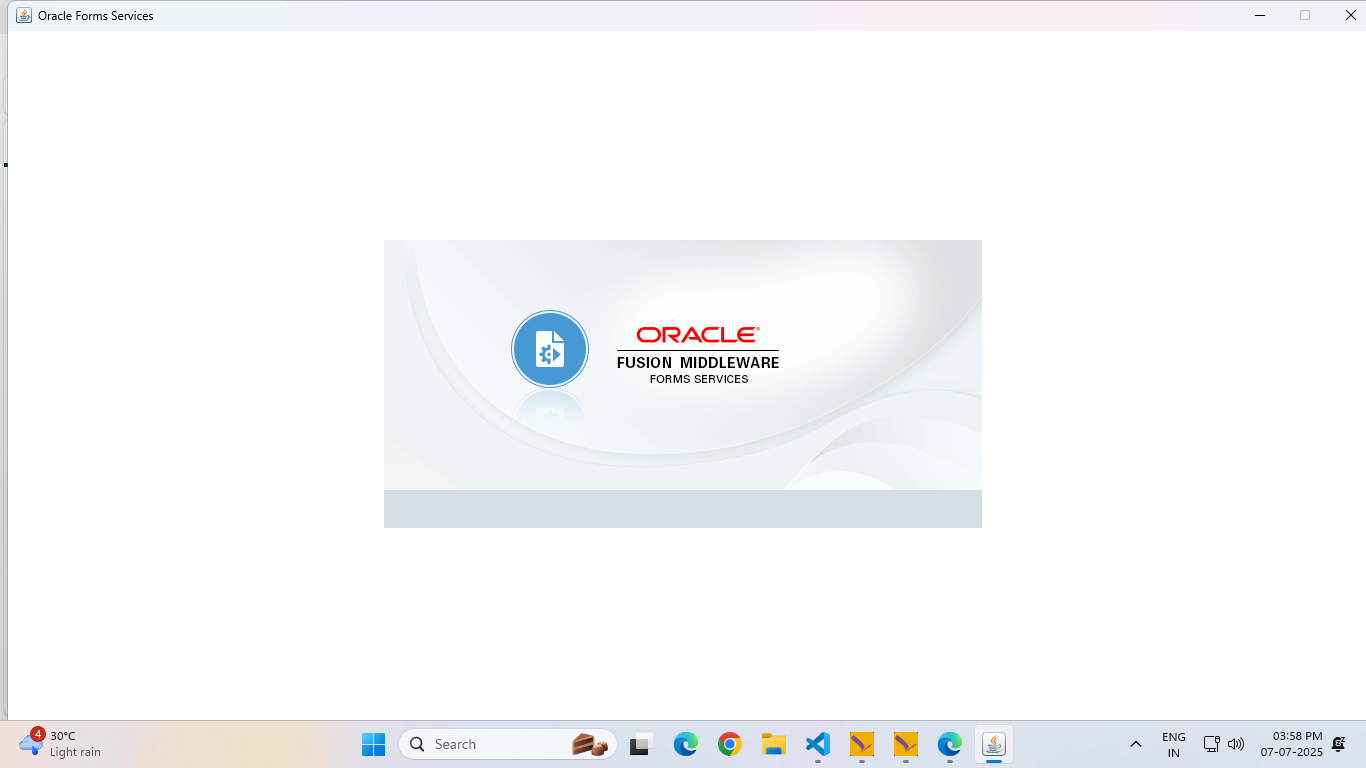 Oracle Forms Services
ORACLE®
FUSION MIDDLEWARE
FORMS SERVICES
4
30°C
Light rain
Search
ENG
IN
03:58 PM
07-07-2025